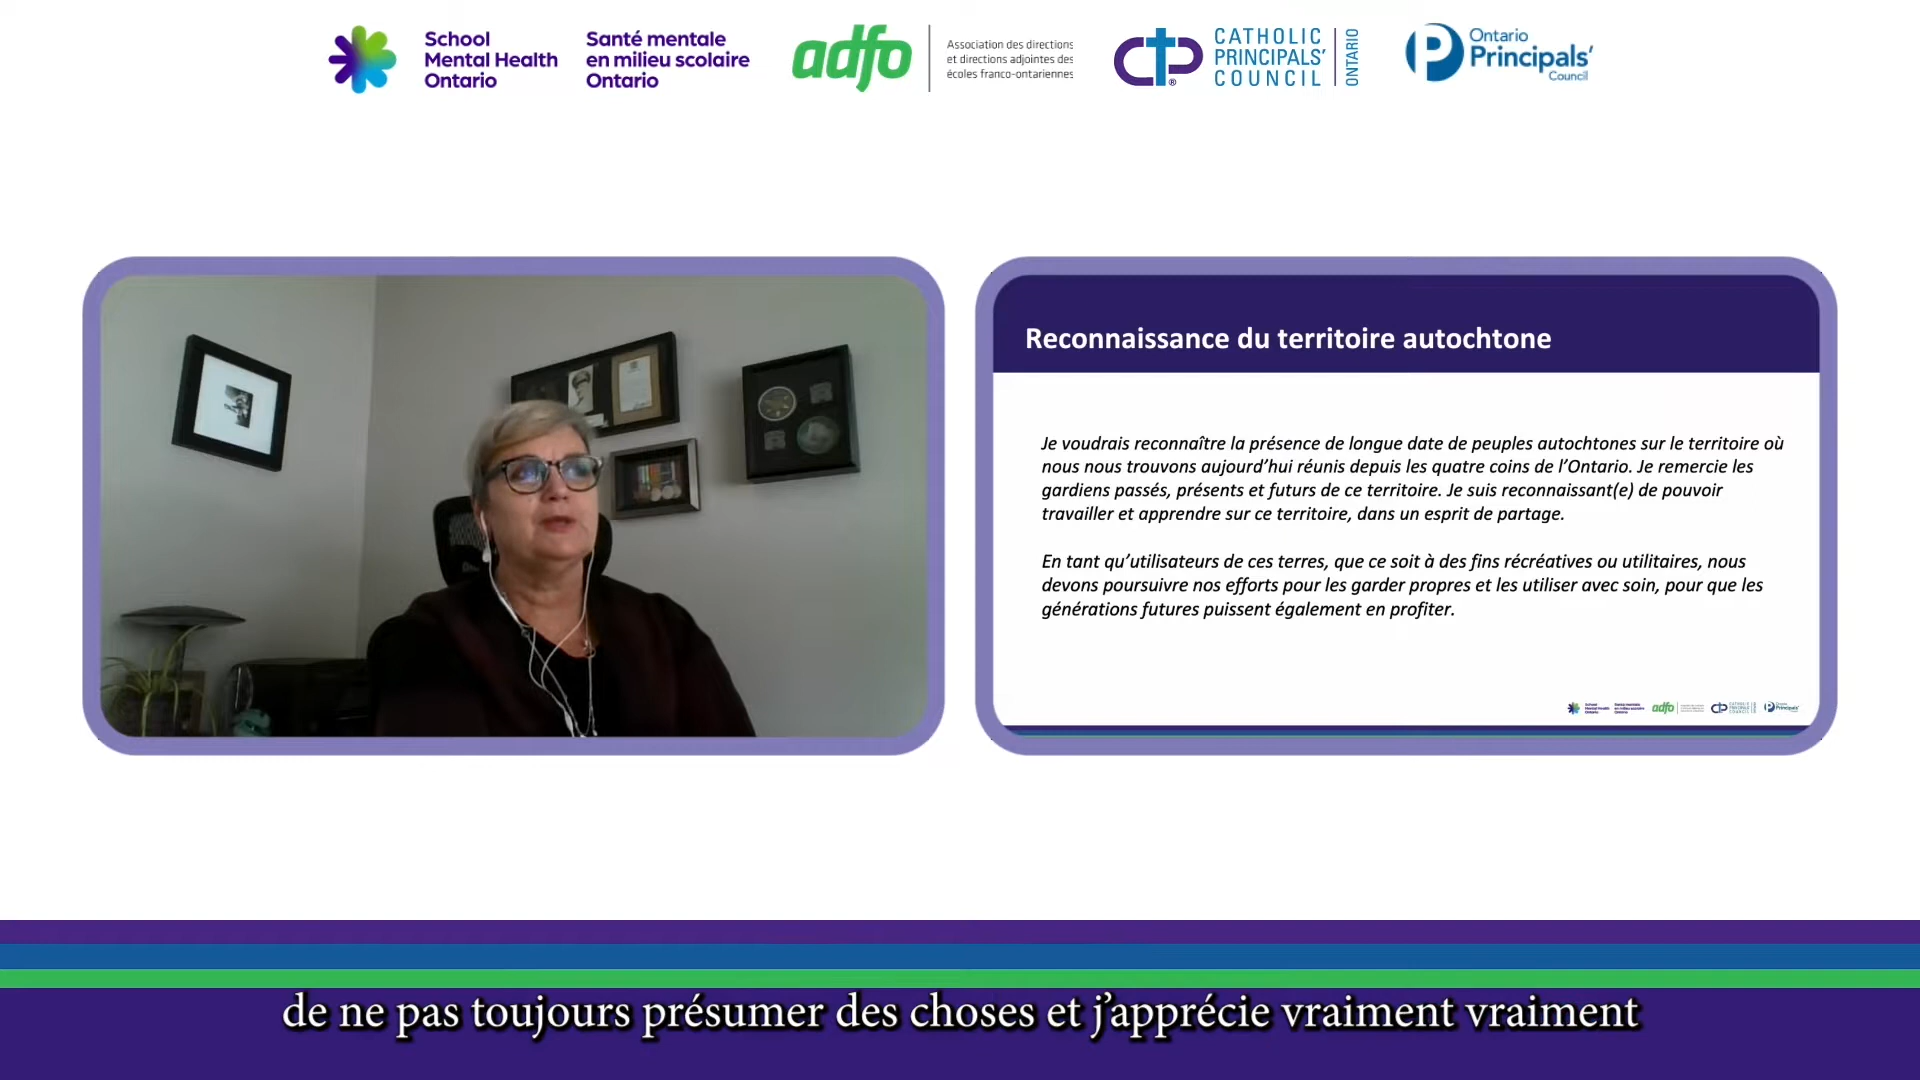 School
Mental Health
Ontario
Santé mentale
en milieu scolaire
Ontario
adfo
Association des directions
et directions adjointes des
écoles franco-ontariennes
CATHOLIC
PRINCIPALS'
COUNCIL
ONTARIO
Ontario
Principals'
Council
Reconnaissance du territoire autochtone
Je voudrais reconnaître la présence de longue date de peuples autochtones sur le territoire où
nous nous trouvons aujourd'hui réunis depuis les quatre coins de l'Ontario. Je remercie les
gardiens passés, présents et futurs de ce territoire. Je suis reconnaissant(e) de pouvoir
travailler et apprendre sur ce territoire, dans un esprit de partage.
En tant qu'utilisateurs de ces terres, que ce soit à des fins récréatives ou utilitaires, nous
devons poursuivre nos efforts pour les garder propres et les utiliser avec soin, pour que les
générations futures puissent également en profiter.
adfo
de ne pas toujours présumer des choses et j'apprécie vraiment vraiment